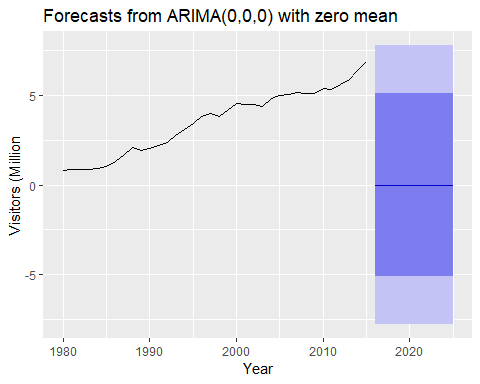 Forecasts from ARIMA(0,0,0) with zero mean
Visitors (Million
5
0
-5
1980 1990 2000 2010 2020
Year